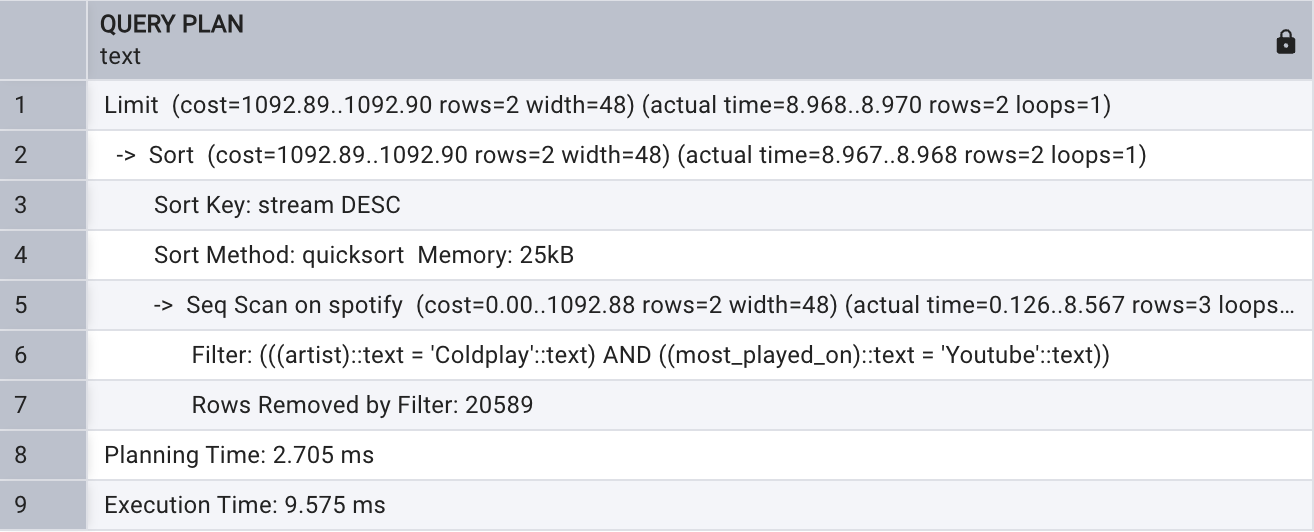 QUERY PLAN
text
1 Limit (cost=1092.89..1092.90 rows=2 width=48) (actual time=8.968..8.970 rows=2 loops=1)
2 -> Sort (cost=1092.89..1092.90 rows=2 width=48) (actual time=8.967..8.968 rows=2 loops=1)
3 Sort Key: stream DESC
4 Sort Method: quicksort Memory: 25kB
5 -> Seq Scan on spotify (cost=0.00..1092.88 rows=2 width=48) (actual time=0.126..8.567 rows=3 loops...
6 Filter: (((artist)::text = 'Coldplay'::text) AND ((most_played_on)::text = 'Youtube'::text))
7 Rows Removed by Filter: 20589
8 Planning Time: 2.705 ms
9 Execution Time: 9.575 ms